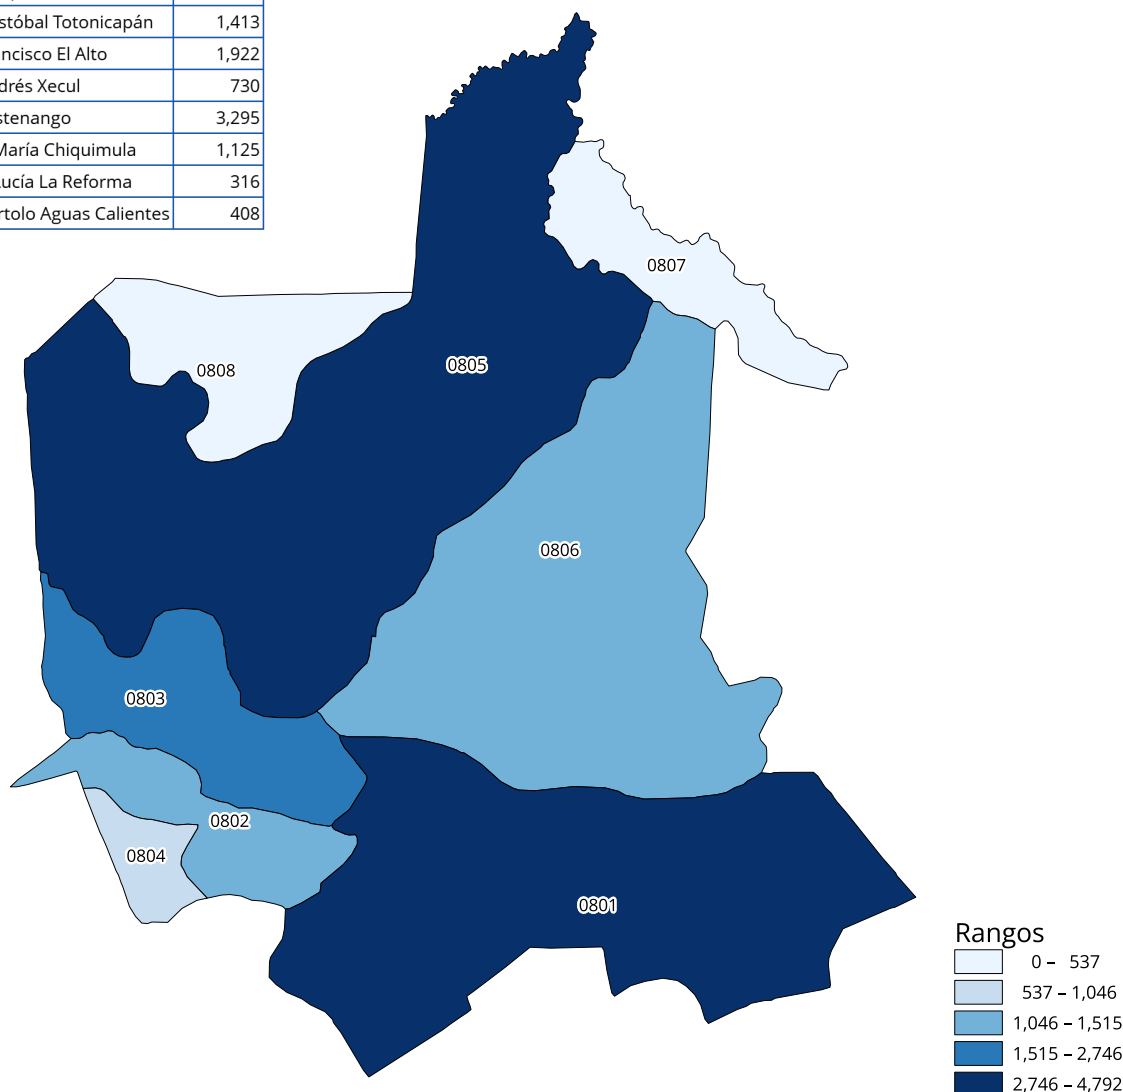 stóbal Totonicapán 1,413
ncisco El Alto 1,922
drés Xecul 730
stenango 3,295
María Chiquimula 1,125
ucía La Reforma 316
rtolo Aguas Calientes 408
0807
0805
0808
0806
0803
0802
0804
0801
Rangos
0 – 537
537 – 1,046
1,046 – 1,515
1,515 – 2,746
2,746 – 4,792